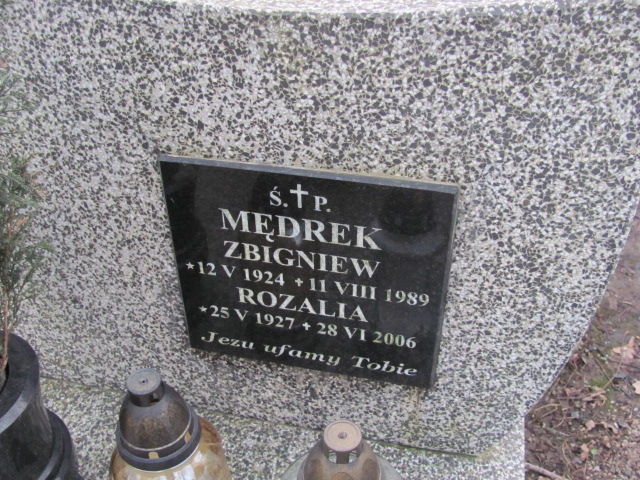 Ś.✝P.
MĘDREK
ZBIGNIEW
*12 V 1924 +11 VIII 1989
ROZALIA
*25 V 1927 +28 VI 2006
Jezu ufamy Tobie